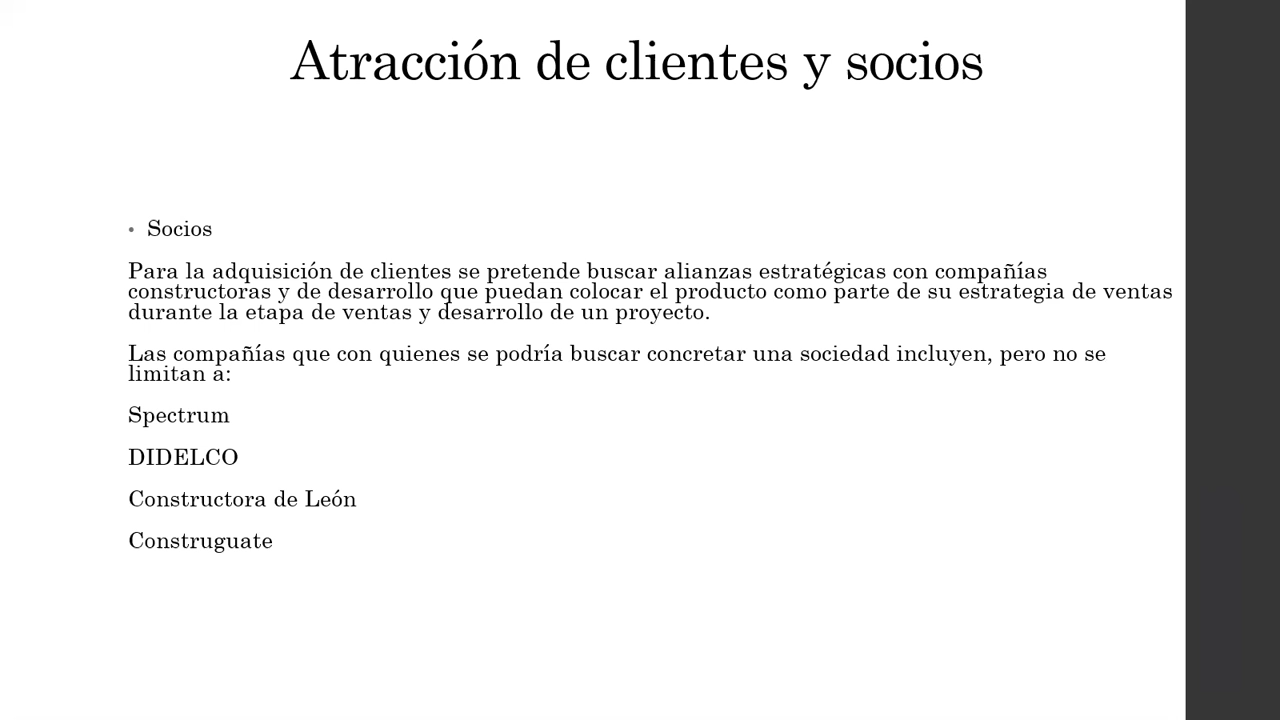 Atracción de clientes y socios
• Socios
Para la adquisición de clientes se pretende buscar alianzas estratégicas con compañías
constructoras y de desarrollo que puedan colocar el producto como parte de su estrategia de ventas
durante la etapa de ventas y desarrollo de un proyecto.
Las compañías que con quienes se podría buscar concretar una sociedad incluyen, pero no se
limitan a:
Spectrum
DIDELCO
Constructora de León
Construguate